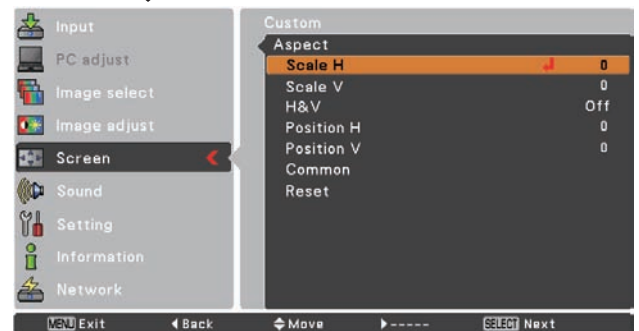 Input
PC adjust
Image select
Image adjust
Screen
Sound
Setting
Information
Network
Custom
Aspect
Scale H 0
Scale V 0
H&V Off
Position H 0
Position V 0
Common
Reset
MENU Exit ◀Back Move ▶----- SELECT Next